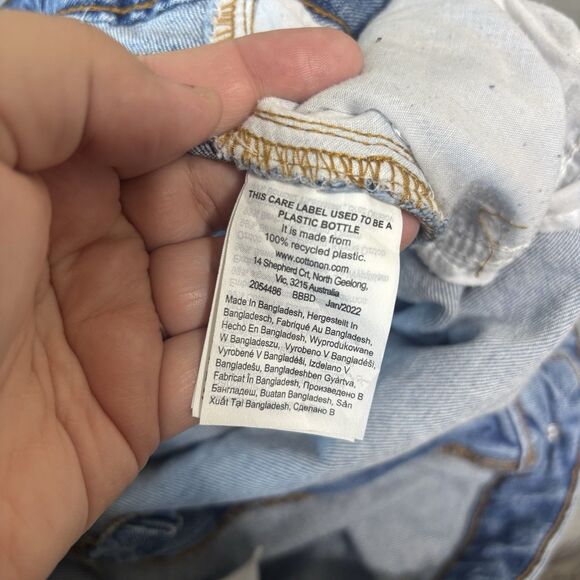 THIS CARE LABEL USED TO BE A
PLASTIC BOTTLE
It is made from
100% recycled plastic.
www.cottonon.com
14 Shepherd Crt, North Geelong,
Vic, 3215 Australia
2054486 BBBD Jan/2022
Made In Bangladesh, Hergestellt In
Bangladesch, Fabriqué Au Bangladesh,
Hecho En Bangladesh, Wyprodukowane
W Bangladeszu, Vyrobeno V Bangladéši,
Vyrobené V Bangladéši, Izdelano V
Bangladešu, Bangladeshben Gyártva,
Fabricat În Bangladesh, Произведено В
Бангладеш, Buatan Bangladesh, Sản
Xuất Tại Bangladesh, Сделано В